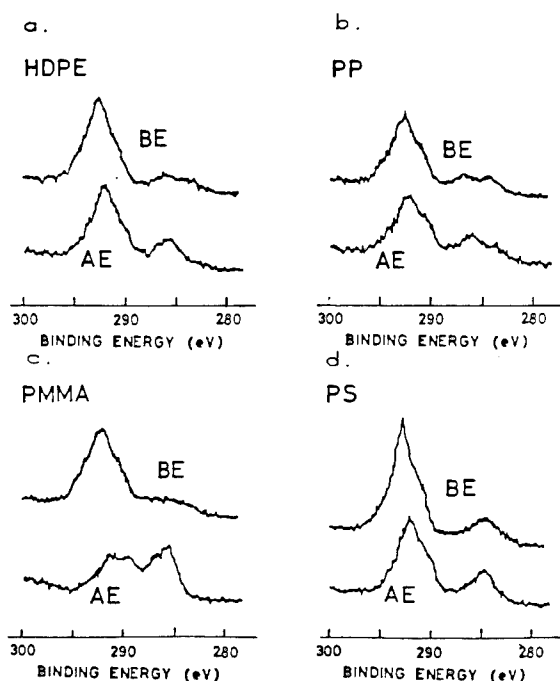 a.
HDPE
BE
AE
300 290 280
BINDING ENERGY (eV)
b.
PP
BE
AE
300 290 280
BINDING ENERGY (eV)
c.
PMMA
BE
AE
300 290 280
BINDING ENERGY (eV)
d.
PS
BE
AE
300 290 280
BINDING ENERGY (eV)